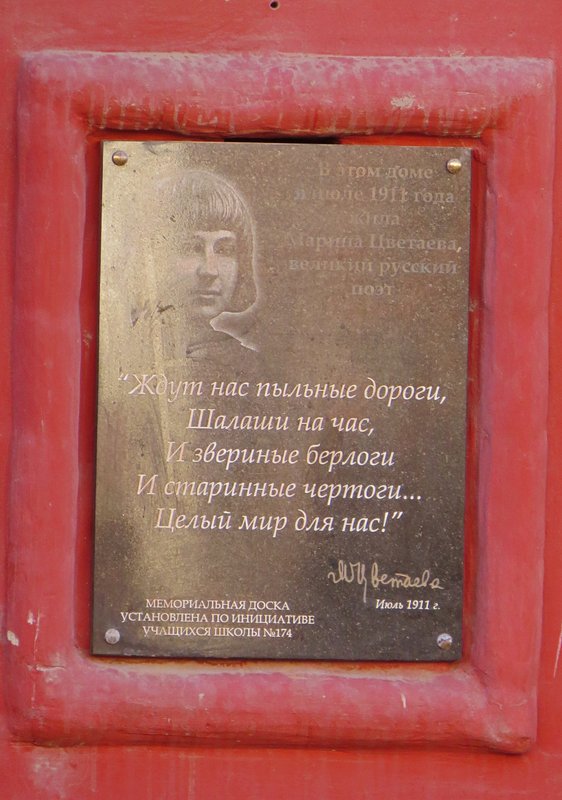 В этом доме
в июле 1911 года
жила
Марина Цветаева,
великий русский
поэт
“Ждут нас пыльные дороги,
Шалаши на час,
И звериные берлоги
И старинные чертоги...
Целый мир для нас!”
МЦветаева
Июль 1911 г.
МЕМОРИАЛЬНАЯ ДОСКА
УСТАНОВЛЕНА ПО ИНИЦИАТИВЕ
УЧАЩИХСЯ ШКОЛЫ №174